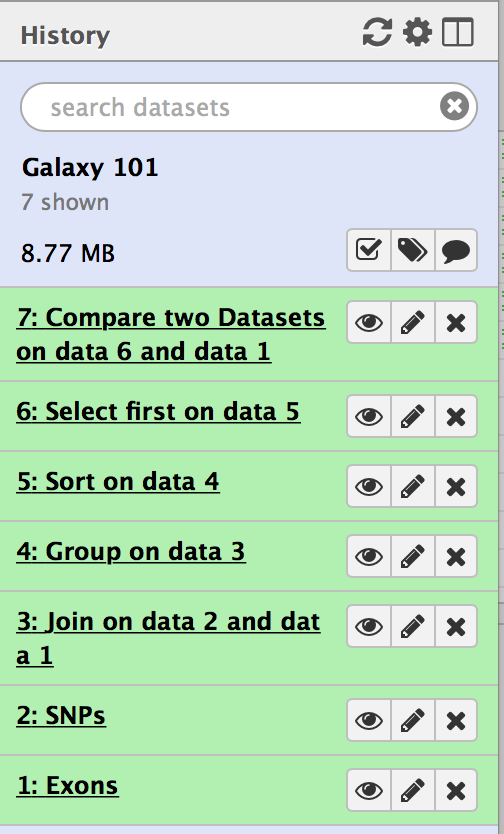 History
search datasets
Galaxy 101
7 shown
8.77 MB
7: Compare two Datasets
on data 6 and data 1
6: Select first on data 5
5: Sort on data 4
4: Group on data 3
3: Join on data 2 and dat
a 1
2: SNPs
1: Exons